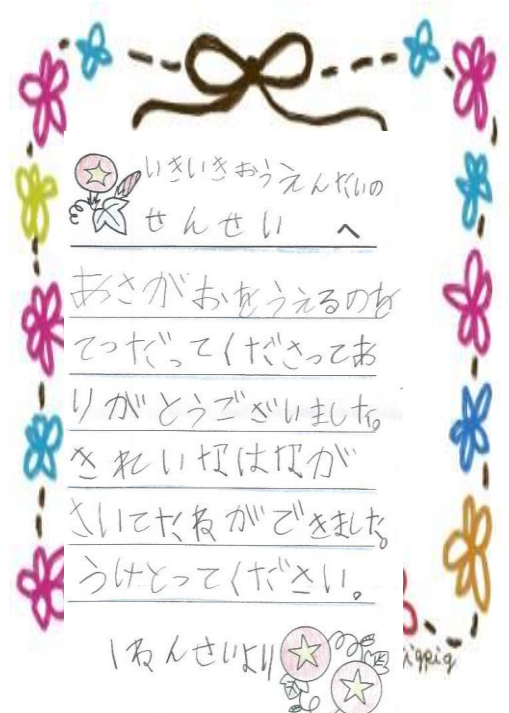 いきいきおうえんたいの
せんせい へ
あさがおをうえるのを
てつだってくださってあ
りがとうございました。
きれいなはなが
さいてたねができました。
うけとってください。
1ねんせいより